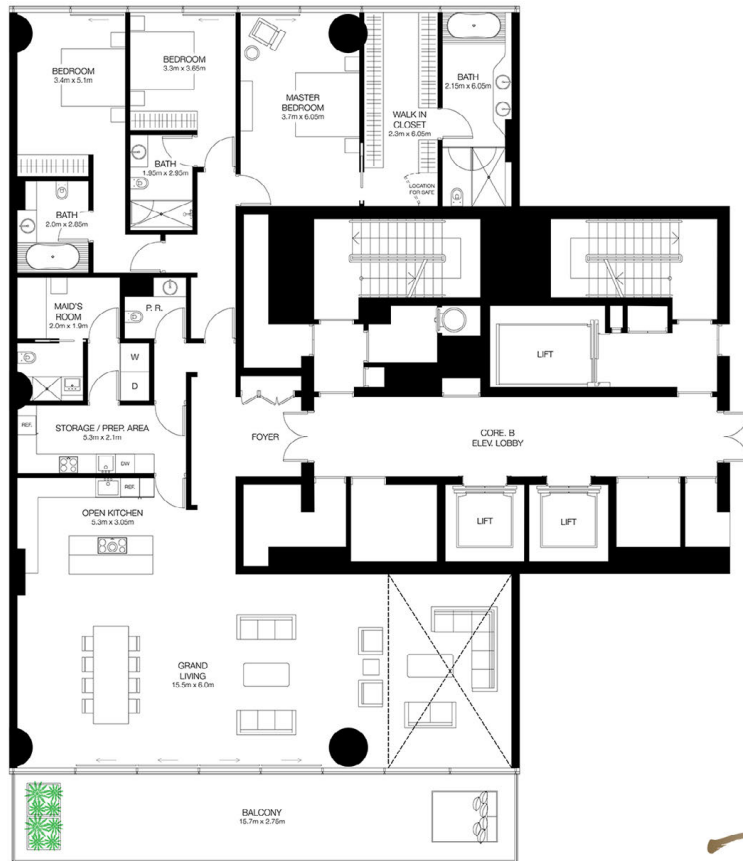 BEDROOM
3.4m x 5.1m
BEDROOM
3.3m x 3.65m
MASTER
BEDROOM
3.7m x 6.05m
WALK IN
CLOSET
2.3m x 6.05m
BATH
2.15m x 6.05m
LOCATION
FOR SAFE
BATH
1.95m x 2.95m
BATH
2.0m x 2.85m
MAID'S
ROOM
2.0m x 1.9m
P. R.
W
D
LIFT
REF.
STORAGE / PREP. AREA
5.3m x 2.1m
DW
FOYER
CORE. B
ELEV. LOBBY
REF.
OPEN KITCHEN
5.3m x 3.05m
LIFT
LIFT
GRAND
LIVING
15.5m x 6.0m
BALCONY
15.7m x 2.75m